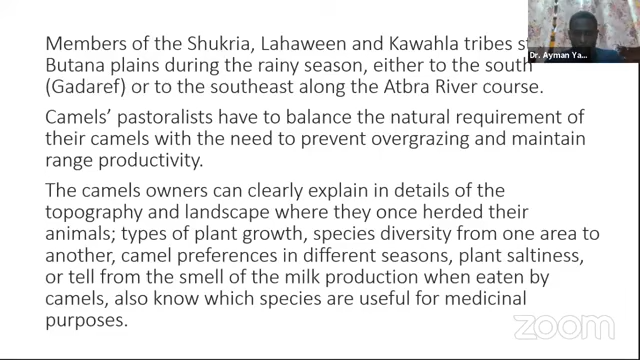 Members of the Shukria, Lahaween and Kawahla tribes
Butana plains during the rainy season, either to the south
(Gadaref) or to the southeast along the Atbra River course.
Camels' pastoralists have to balance the natural requirement of
their camels with the need to prevent overgrazing and maintain
range productivity.
The camels owners can clearly explain in details of the
topography and landscape where they once herded their
animals; types of plant growth, species diversity from one area to
another, camel preferences in different seasons, plant saltiness,
or tell from the smell of the milk production when eaten by
camels, also know which species are useful for medicinal
purposes.
Dr. Ayman Ya...
zoom